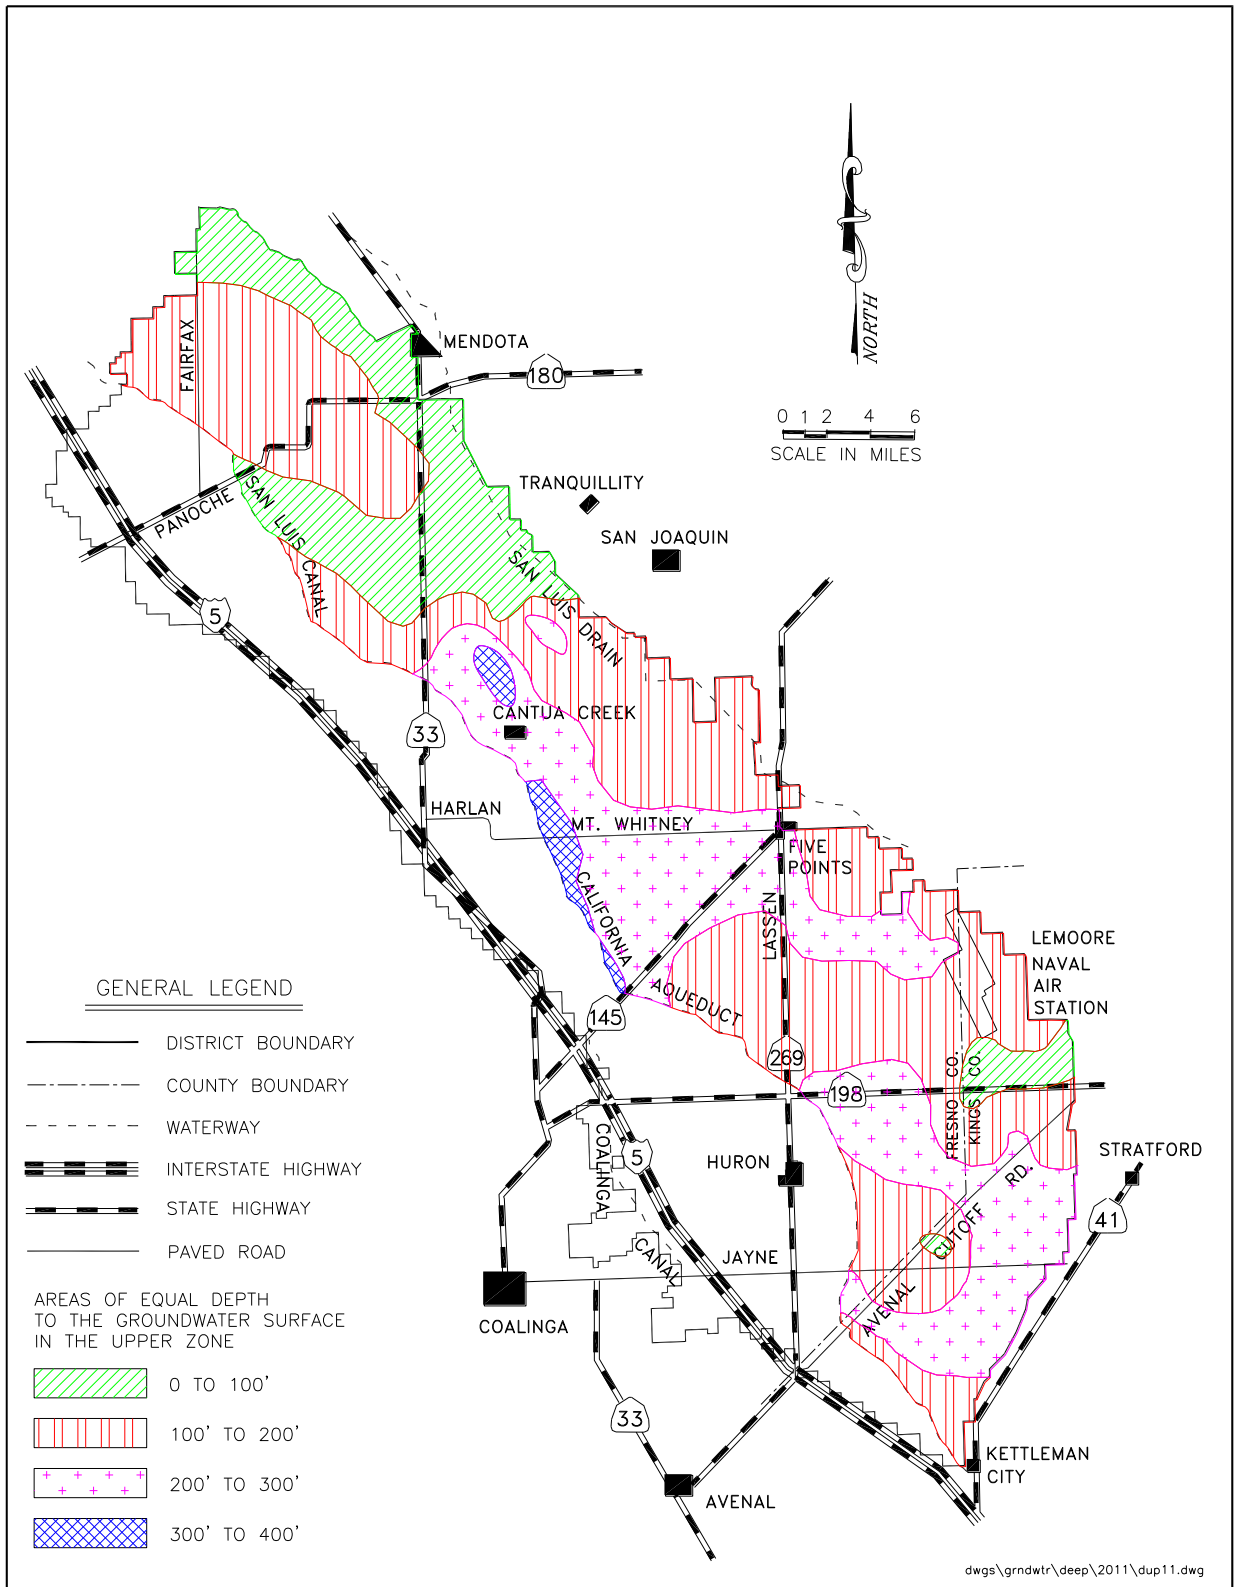 NORTH
FAIRFAX
MENDOTA
180
0 1 2 4 6
SCALE IN MILES
TRANQUILLITY
SAN JOAQUIN
PANOCHE
SAN LUIS CANAL
SAN LUIS DRAIN
5
CANTUA CREEK
33
HARLAN
MT. WHITNEY
FIVE
POINTS
CALIFORNIA
AQUEDUCT
LASSEN
LEMOORE
NAVAL
AIR
STATION
145
269
198
FRESNO CO.
KINGS CO.
STRATFORD
41
5
HURON
COALINGA
CANAL
JAYNE
AVENAL
CUTOFF
RD.
COALINGA
33
AVENAL
KETTLEMAN
CITY
GENERAL LEGEND
DISTRICT BOUNDARY
COUNTY BOUNDARY
WATERWAY
INTERSTATE HIGHWAY
STATE HIGHWAY
PAVED ROAD
AREAS OF EQUAL DEPTH
TO THE GROUNDWATER SURFACE
IN THE UPPER ZONE
0 TO 100'
100' TO 200'
200' TO 300'
300' TO 400'
dwgs\grndwtr\deep\2011\dup11.dwg